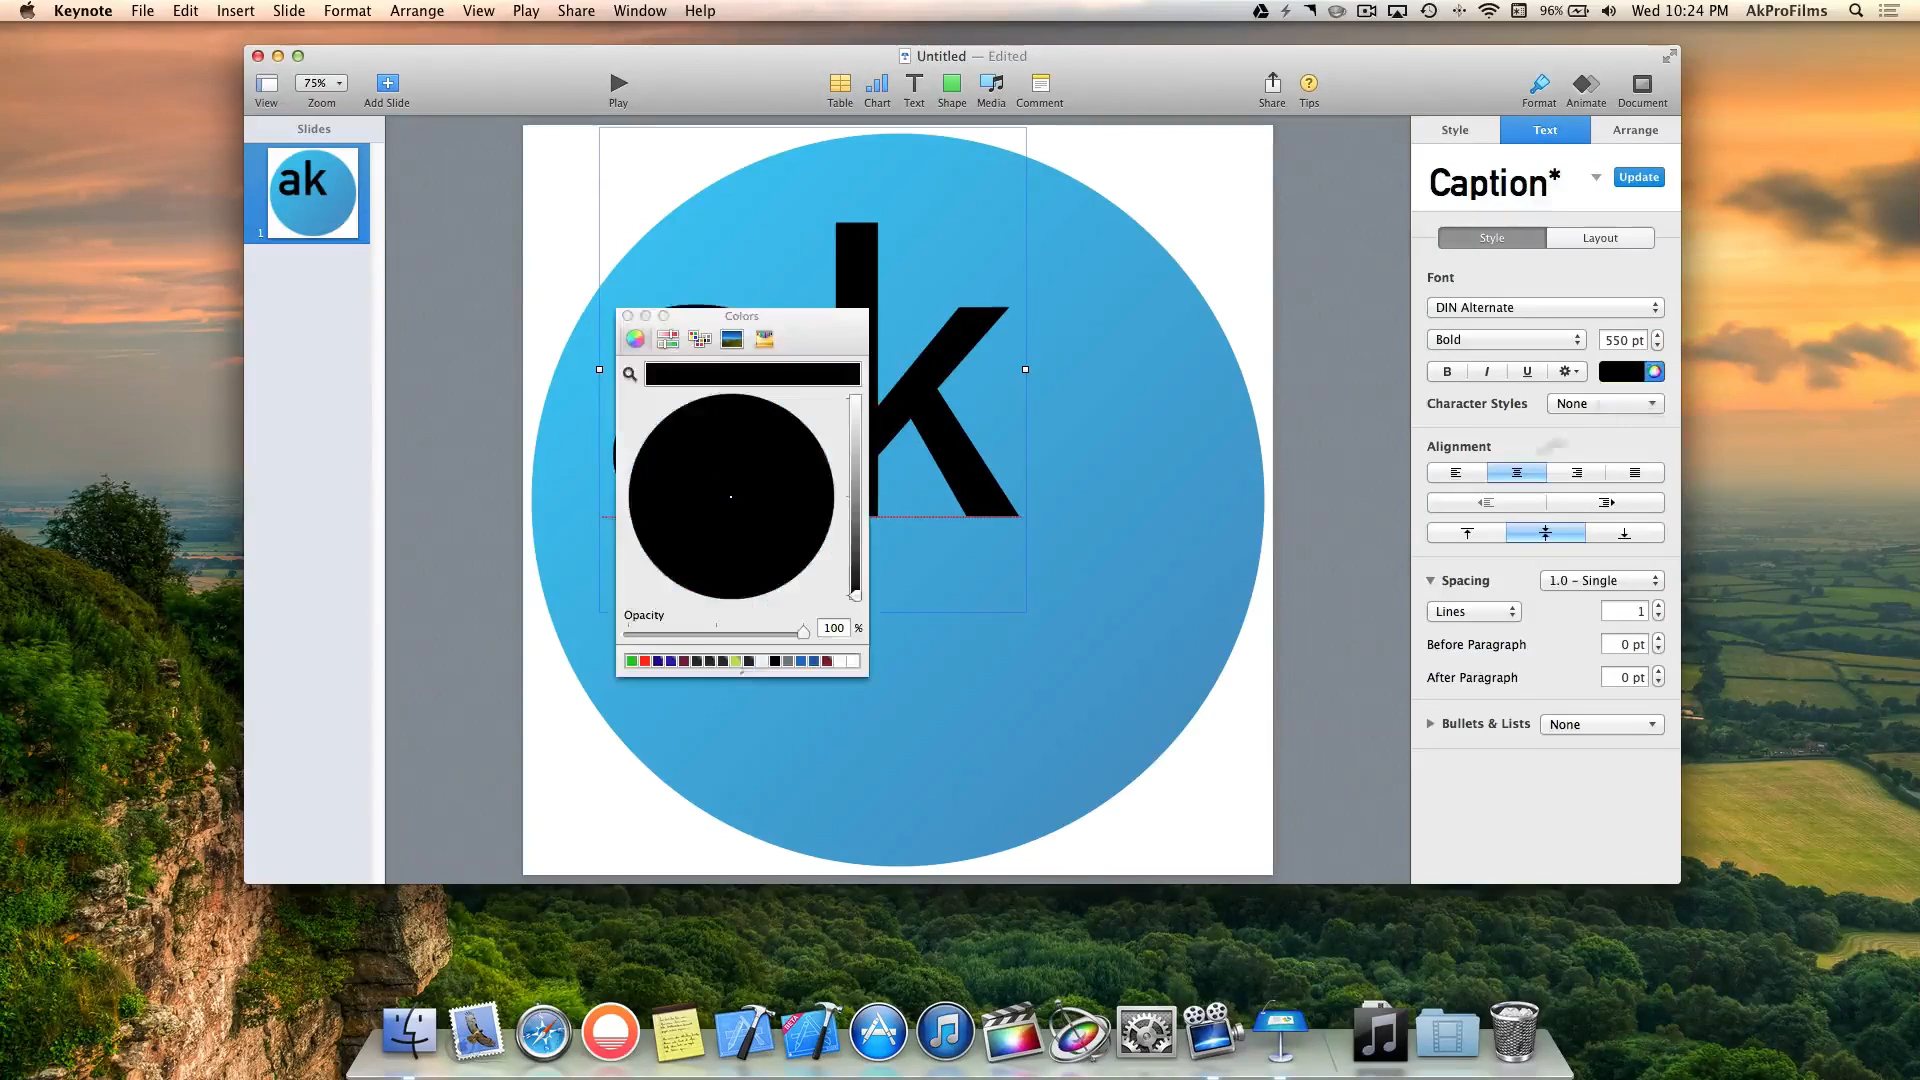 Keynote File Edit Insert Slide Format Arrange View Play Share Window Help 96% Wed 10:24 PM AkProFilms
Untitled — Edited
75%
View Zoom Add Slide Play Table Chart Text Shape Media Comment Share Tips Format Animate Document
Slides
ak
1
k
Colors
Opacity
100 %
Style Text Arrange
Caption* Update
Style Layout
Font
DIN Alternate
Bold 550 pt
B I U
Character Styles None
Alignment
Spacing 1.0 – Single
Lines 1
Before Paragraph 0 pt
After Paragraph 0 pt
Bullets & Lists None
BETA